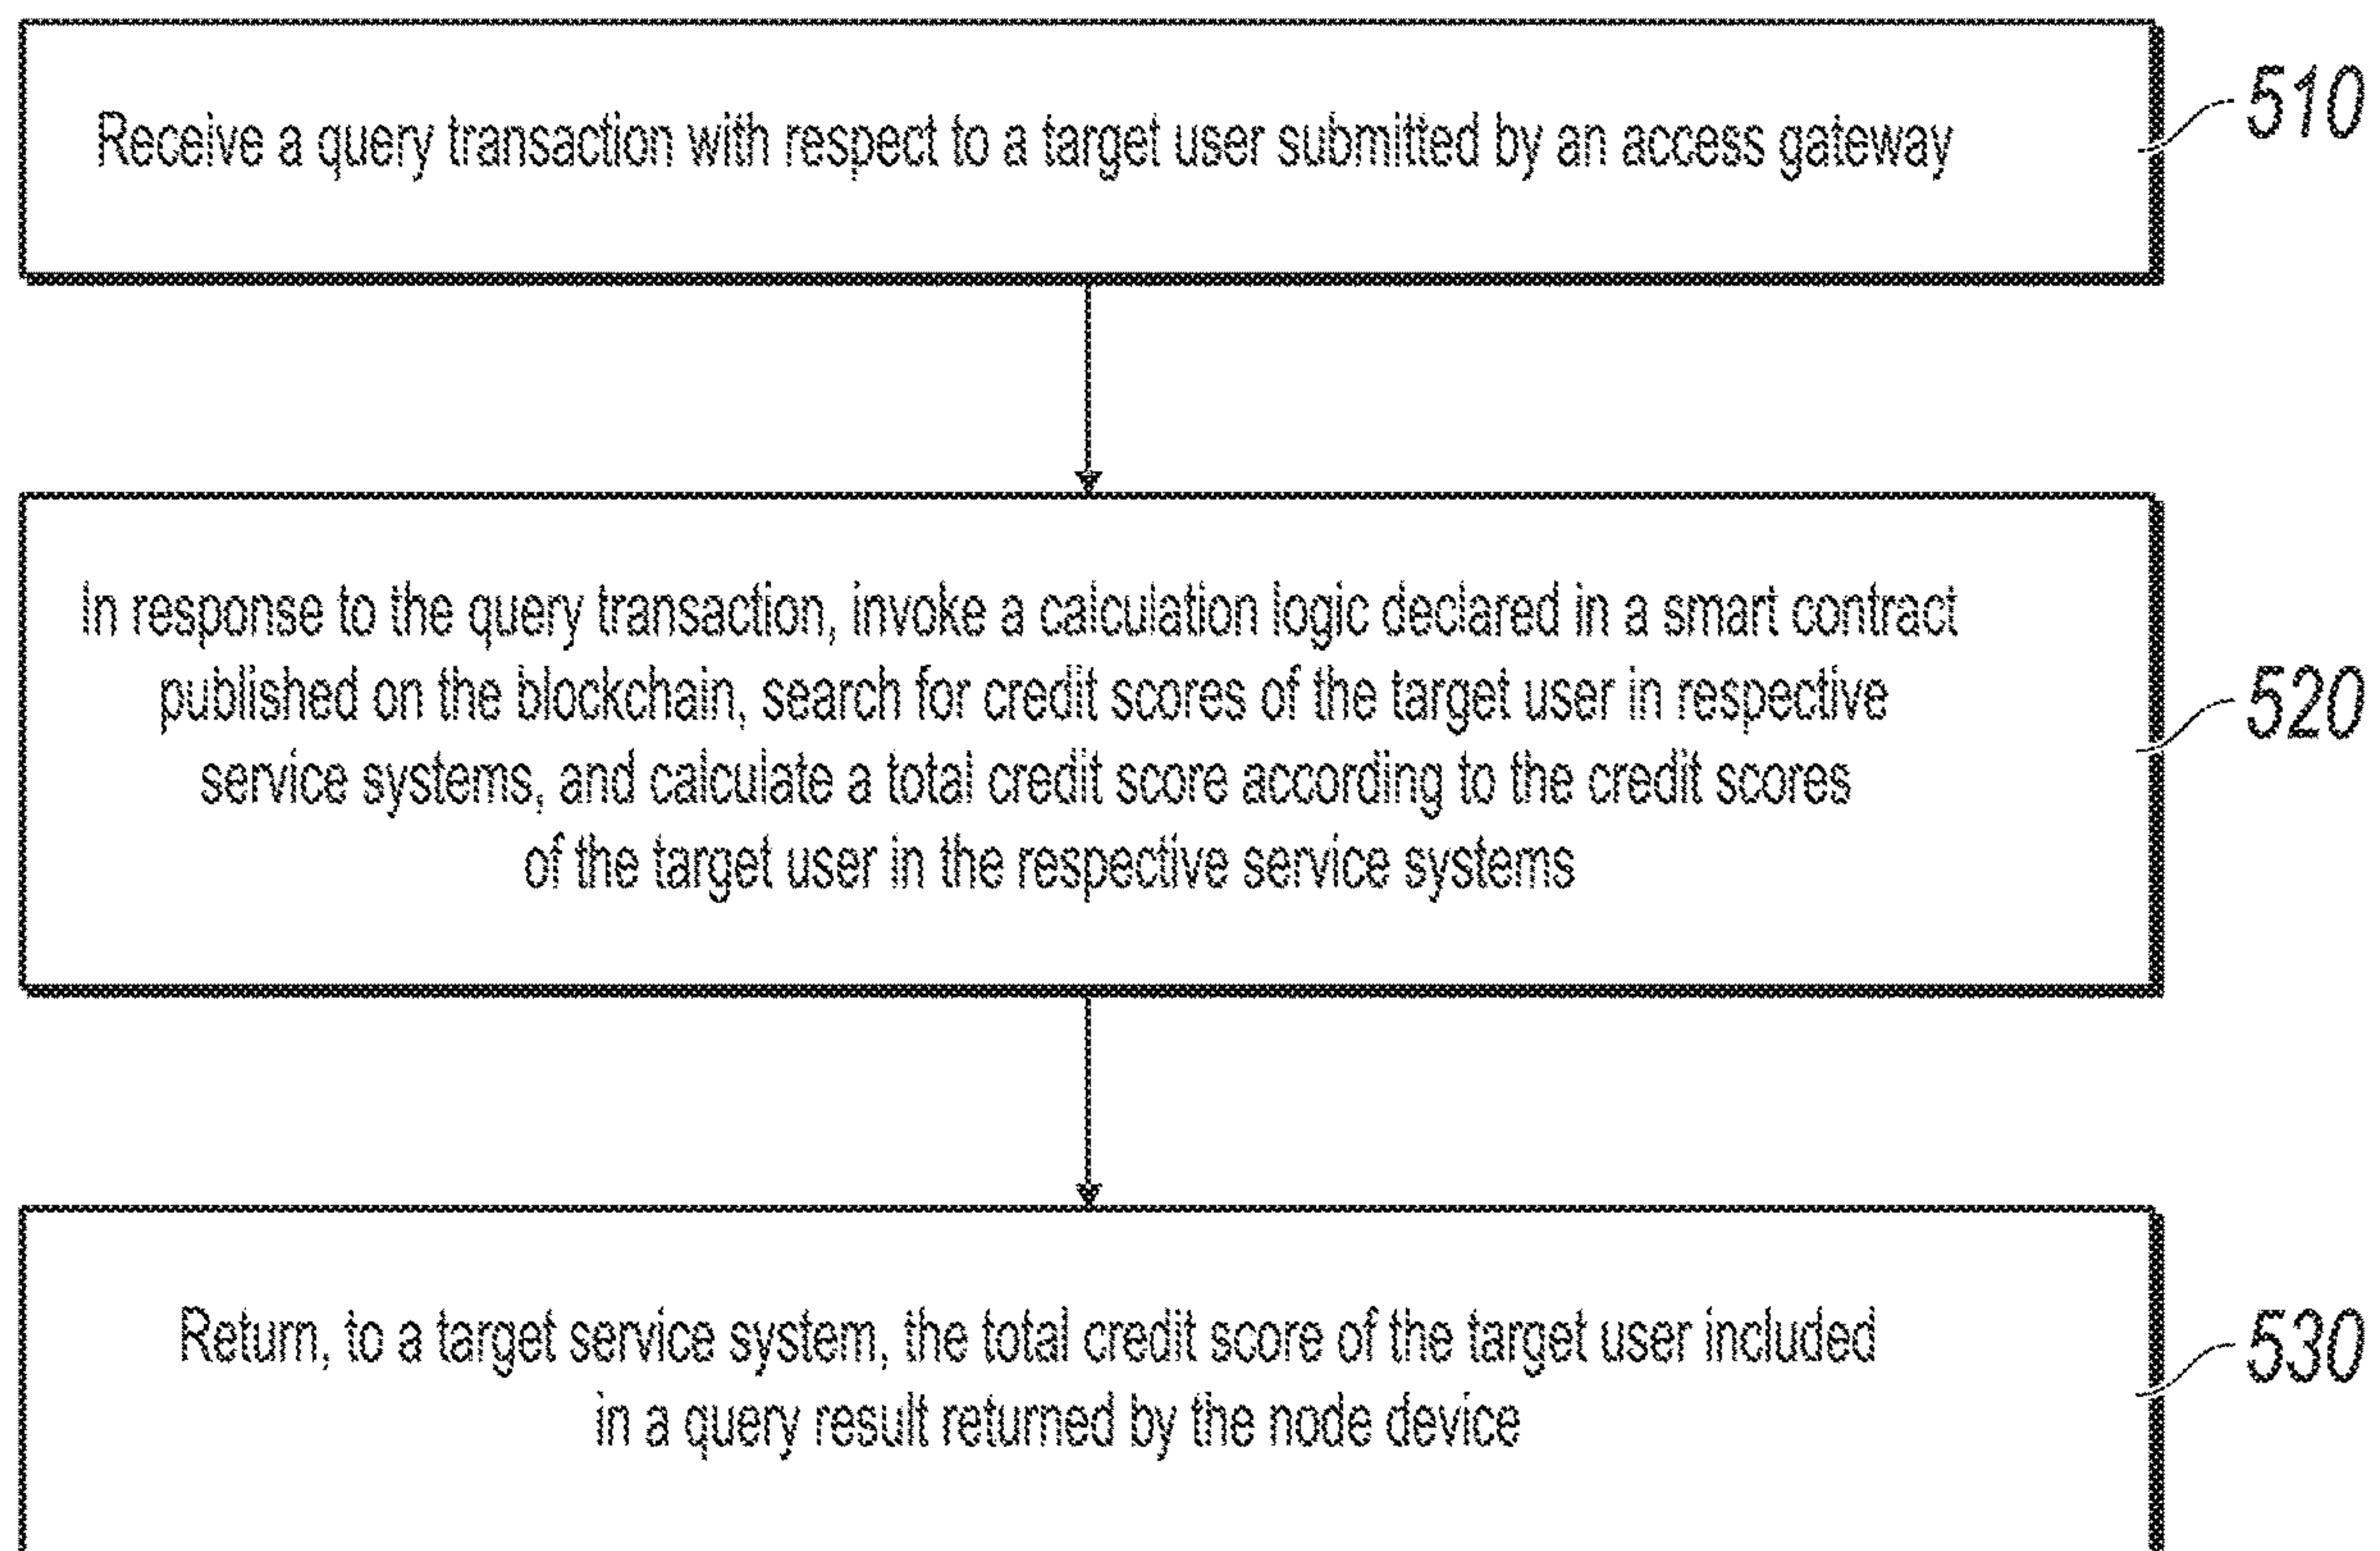 Receive a query transaction with respect to a target user submitted by an access gateway
510
In response to the query transaction, invoke a calculation logic declared in a smart contract
published on the blockchain, search for credit scores of the target user in respective
service systems, and calculate a total credit score according to the credit scores
of the target user in the respective service systems
520
Return, to a target service system, the total credit score of the target user included
in a query result returned by the node device
530